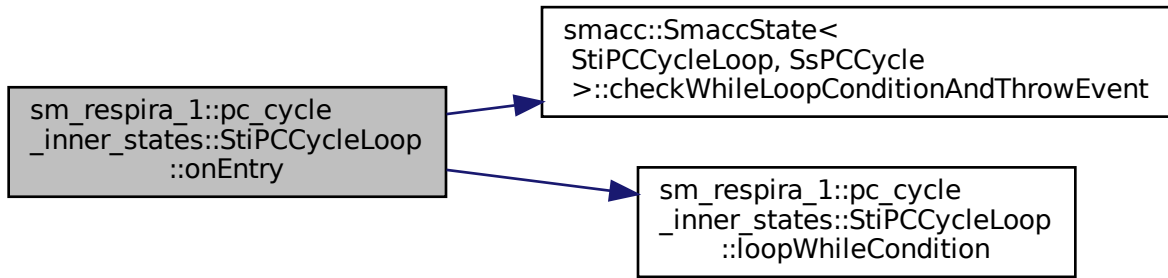 sm_respira_1::pc_cycle
_inner_states::StiPCCycleLoop
::onEntry
smacc::SmaccState<
StiPCCycleLoop, SsPCCycle
>::checkWhileLoopConditionAndThrowEvent
sm_respira_1::pc_cycle
_inner_states::StiPCCycleLoop
::loopWhileCondition